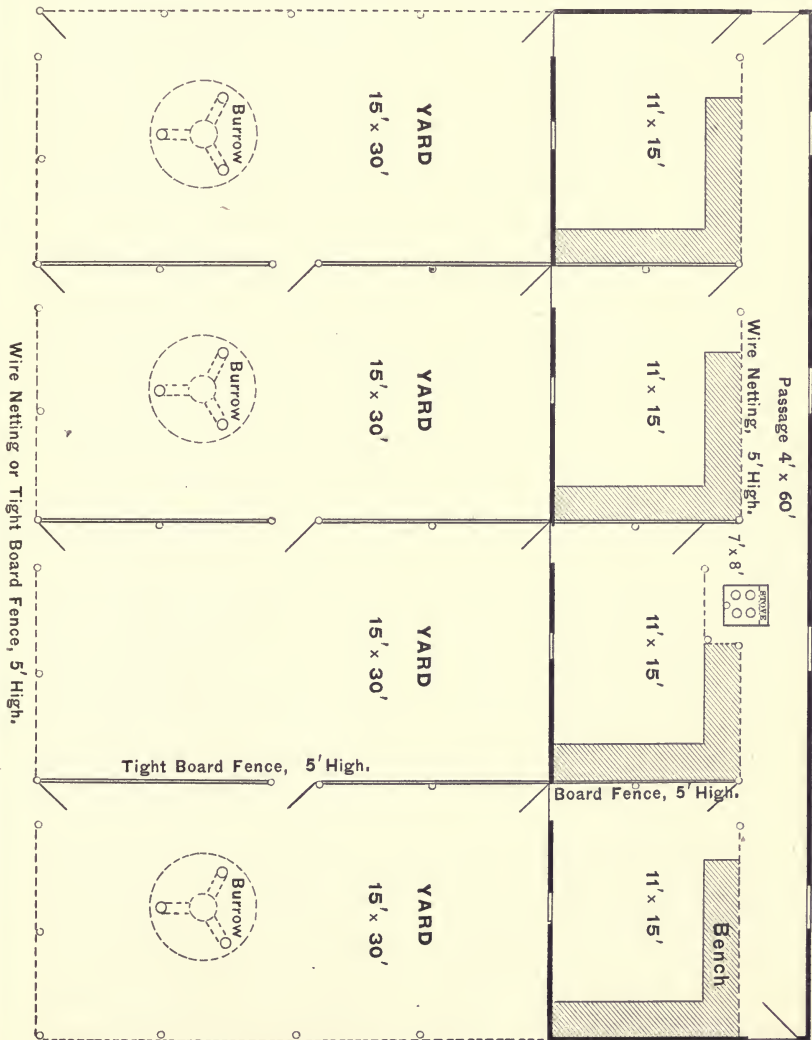 Passage 4' x 60'
Wire Netting, 5' High.
11' x 15'
11' x 15'
7' x 8'
STOVE
11' x 15'
Board Fence, 5' High.
11' x 15'
Bench
YARD
15' x 30'
YARD
15' x 30'
YARD
15' x 30'
YARD
15' x 30'
Tight Board Fence, 5' High.
Burrow
Burrow
Burrow
Wire Netting or Tight Board Fence, 5' High.